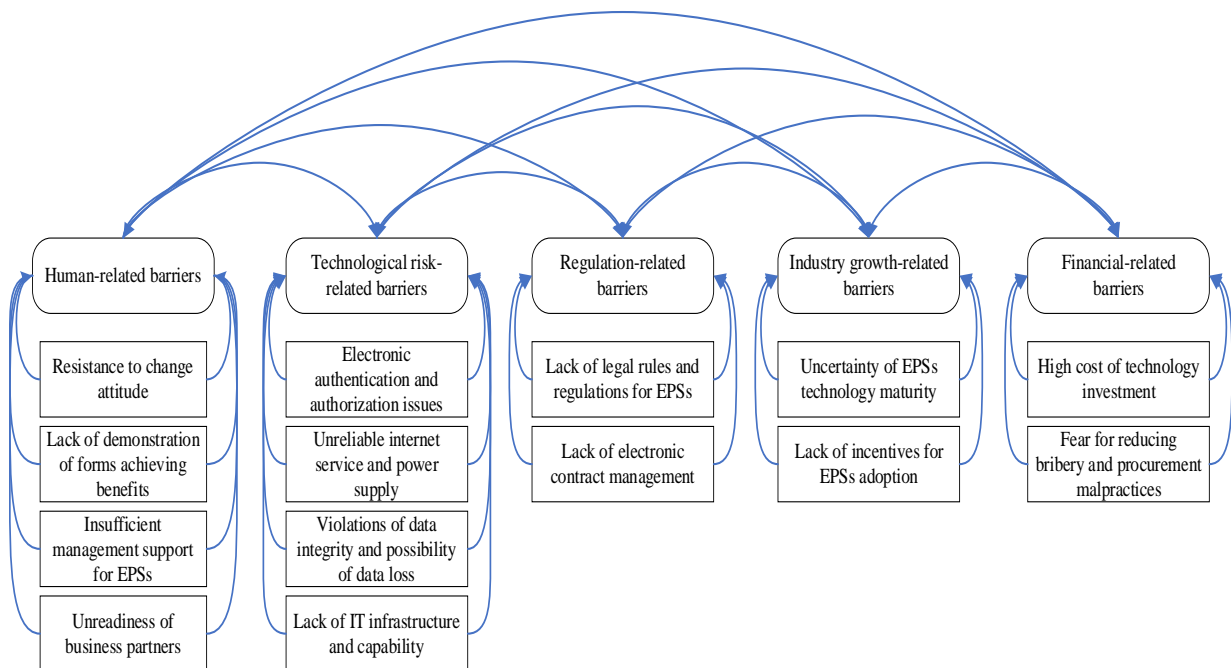 Human-related barriers
Technological risk-
related barriers
Regulation-related
barriers
Industry growth-related
barriers
Financial-related
barriers
Resistance to change
attitude
Lack of demonstration
of forms achieving
benefits
Insufficient
management support
for EPSs
Unreadiness of
business partners
Electronic
authentication and
authorization issues
Unreliable internet
service and power
supply
Violations of data
integrity and possibility
of data loss
Lack of IT infrastructure
and capability
Lack of legal rules and
regulations for EPSs
Lack of electronic
contract management
Uncertainty of EPSs
technology maturity
Lack of incentives for
EPSs adoption
High cost of technology
investment
Fear for reducing
bribery and procurement
malpractices